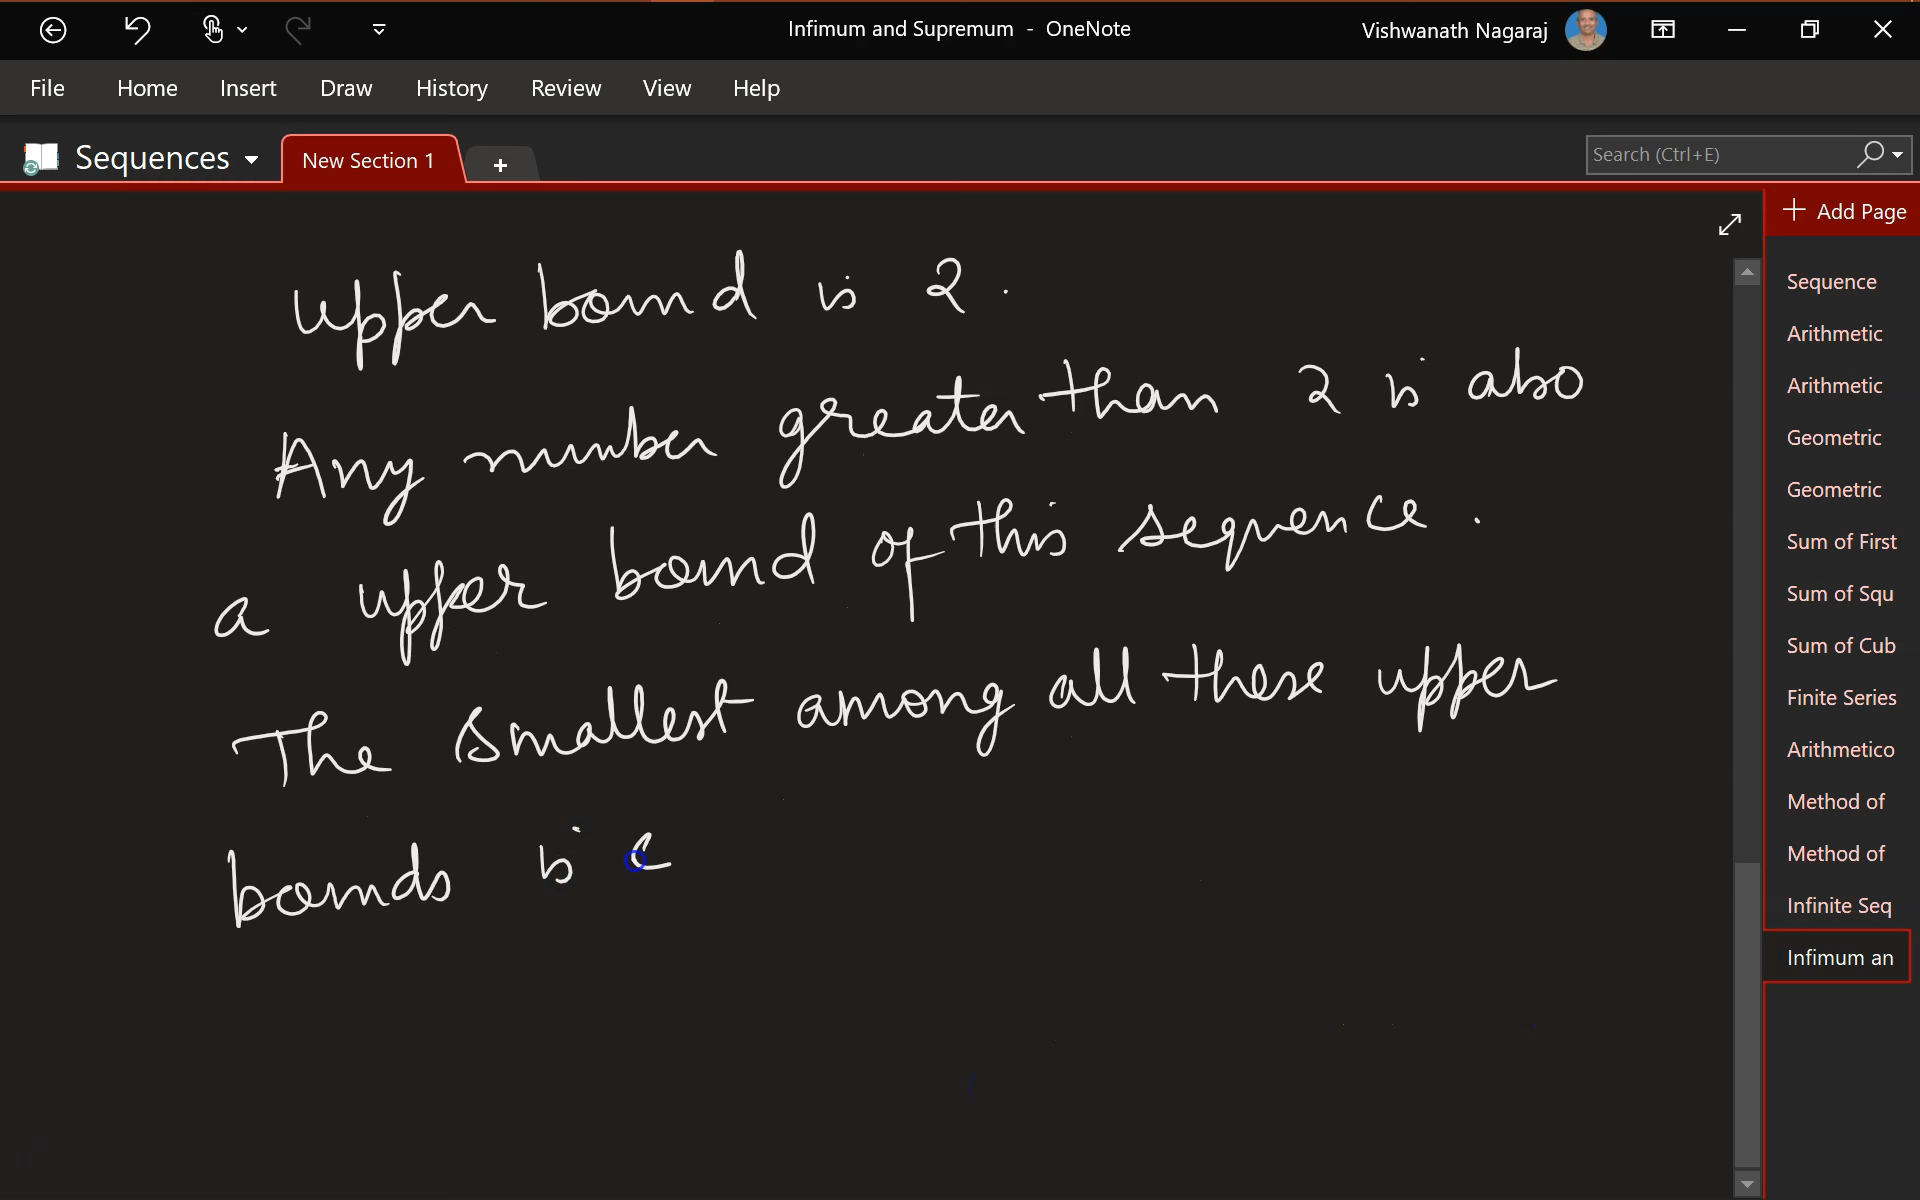 Infimum and Supremum - OneNote
Vishwanath Nagaraj
File Home Insert Draw History Review View Help
Sequences
New Section 1
+
Search (Ctrl+E)
Add Page
upper bound is 2.
Any number greater than 2 is also
a upper bound of this sequence.
The smallest among all these upper
bounds is c
Sequence
Arithmetic
Arithmetic
Geometric
Geometric
Sum of First
Sum of Squ
Sum of Cub
Finite Series
Arithmetico
Method of
Method of
Infinite Seq
Infimum an